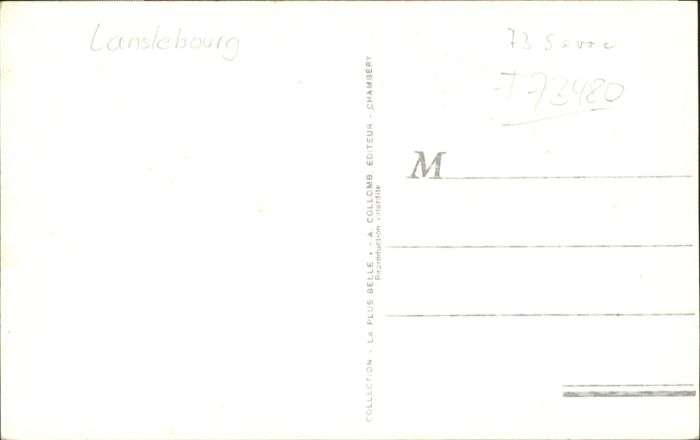 Lanslebourg
73 Savoie
F 73480
M
COLLECTION - LA PLUS BELLE " - A. COLLOMB, EDITEUR - CHAMBERY
Reproduction interdite